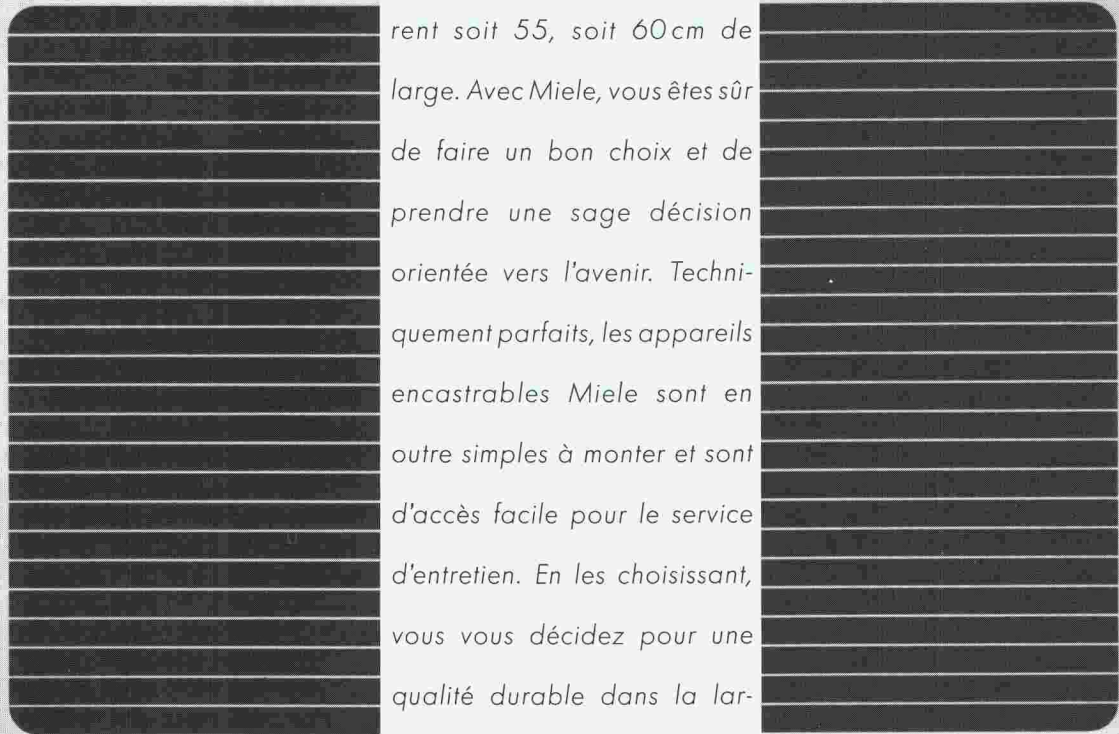 rent soit 55, soit 60 cm de
large. Avec Miele, vous êtes sûr
de faire un bon choix et de
prendre une sage décision
orientée vers l'avenir. Techni-
quement parfaits, les appareils
encastrables Miele sont en
outre simples à monter et sont
d'accès facile pour le service
d'entretien. En les choisissant,
vous vous décidez pour une
qualité durable dans la lar-